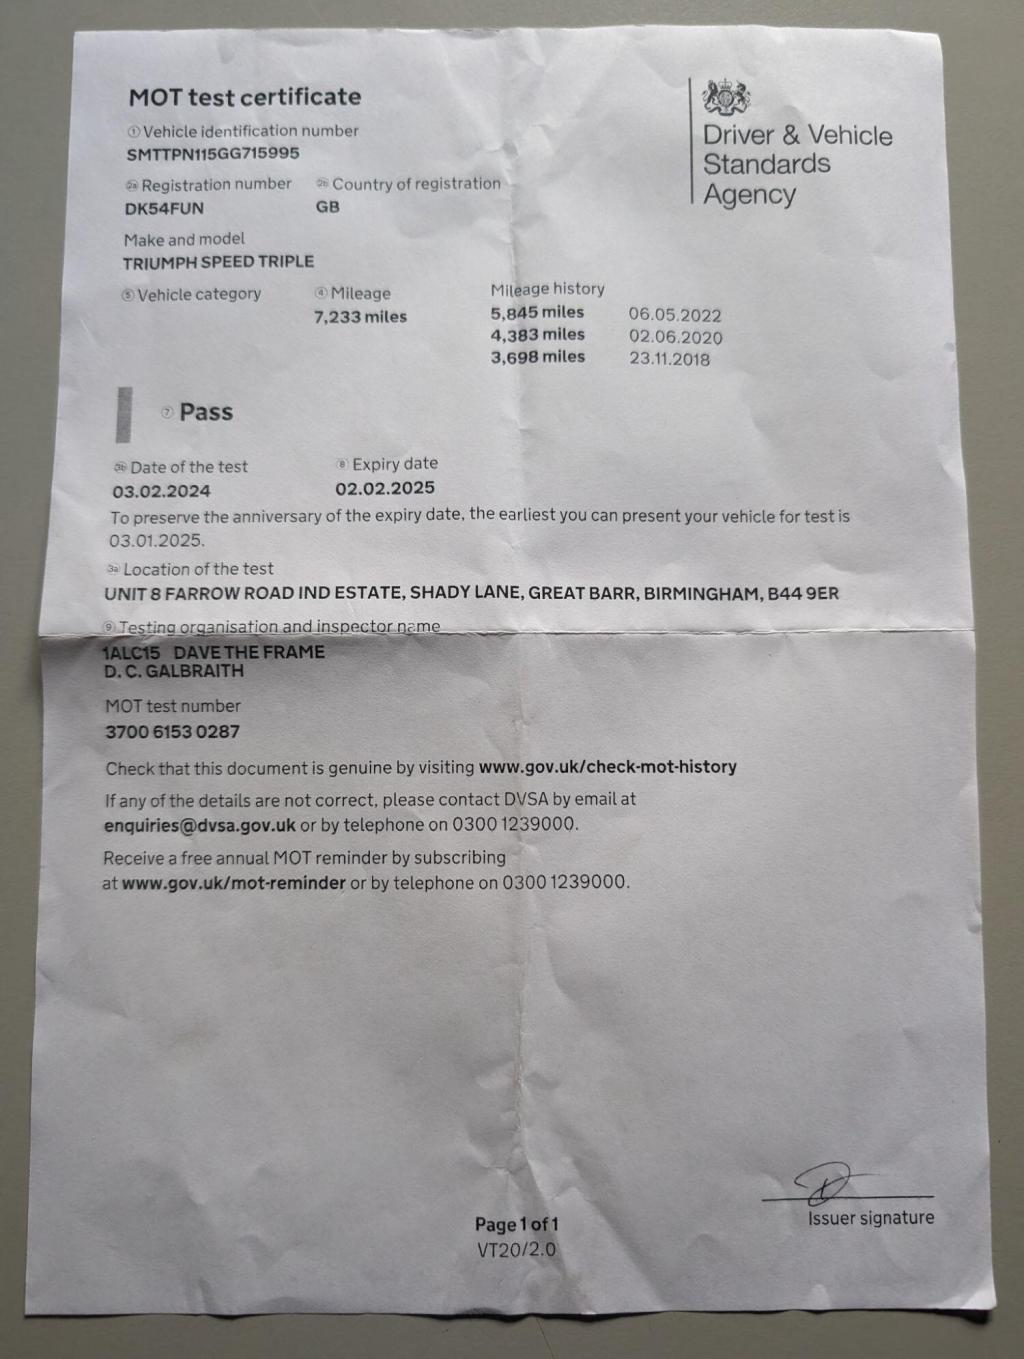 MOT test certificate
① Vehicle identification number
SMTTPN115GG715995
2a Registration number 2b Country of registration
DK54FUN GB
Make and model
TRIUMPH SPEED TRIPLE
⑤ Vehicle category ④ Mileage Mileage history
7,233 miles 5,845 miles 06.05.2022
4,383 miles 02.06.2020
3,698 miles 23.11.2018
Driver & Vehicle
Standards
Agency
⑦ Pass
3b Date of the test ⑧ Expiry date
03.02.2024 02.02.2025
To preserve the anniversary of the expiry date, the earliest you can present your vehicle for test is
03.01.2025.
3a Location of the test
UNIT 8 FARROW ROAD IND ESTATE, SHADY LANE, GREAT BARR, BIRMINGHAM, B44 9ER
⑨ Testing organisation and inspector name
1ALC15 DAVE THE FRAME
D. C. GALBRAITH
MOT test number
3700 6153 0287
Check that this document is genuine by visiting www.gov.uk/check-mot-history
If any of the details are not correct, please contact DVSA by email at
enquiries@dvsa.gov.uk or by telephone on 0300 1239000.
Receive a free annual MOT reminder by subscribing
at www.gov.uk/mot-reminder or by telephone on 0300 1239000.
Issuer signature
Page 1 of 1
VT20/2.0